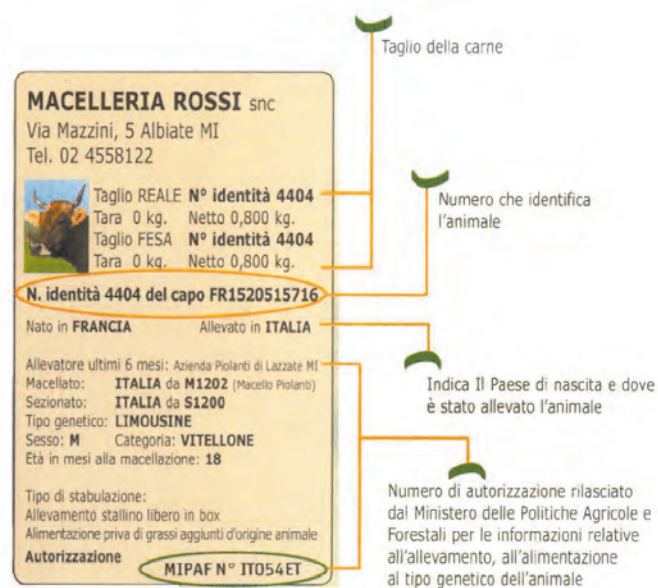 Taglio della carne
MACELLERIA ROSSI snc
Via Mazzini, 5 Albiate MI
Tel. 02 4558122
Taglio REALE N° identità 4404
Tara 0 kg. Netto 0,800 kg.
Taglio FESA N° identità 4404
Tara 0 kg. Netto 0,800 kg.
N. identità 4404 del capo FR1520515716
Nato in FRANCIA Allevato in ITALIA
Allevatore ultimi 6 mesi: Azienda Piolanti di Lazzate MI
Macellato: ITALIA da M1202 (Macello Piolanti)
Sezionato: ITALIA da S1200
Tipo genetico: LIMOUSINE
Sesso: M Categoria: VITELLONE
Età in mesi alla macellazione: 18
Tipo di stabulazione:
Allevamento stallino libero in box
Alimentazione priva di grassi aggiunti d'origine animale
Autorizzazione
MIPAF N° IT054ET
Numero che identifica
l'animale
Indica Il Paese di nascita e dove
è stato allevato l'animale
Numero di autorizzazione rilasciato
dal Ministero delle Politiche Agricole e
Forestali per le informazioni relative
all'allevamento, all'alimentazione
al tipo genetico dell'animale